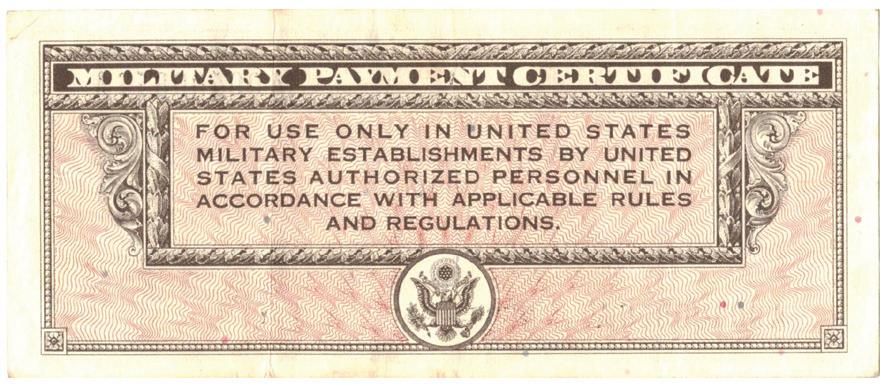 MILITARY PAYMENT CERTIFICATE
FOR USE ONLY IN UNITED STATES
MILITARY ESTABLISHMENTS BY UNITED
STATES AUTHORIZED PERSONNEL IN
ACCORDANCE WITH APPLICABLE RULES
AND REGULATIONS.